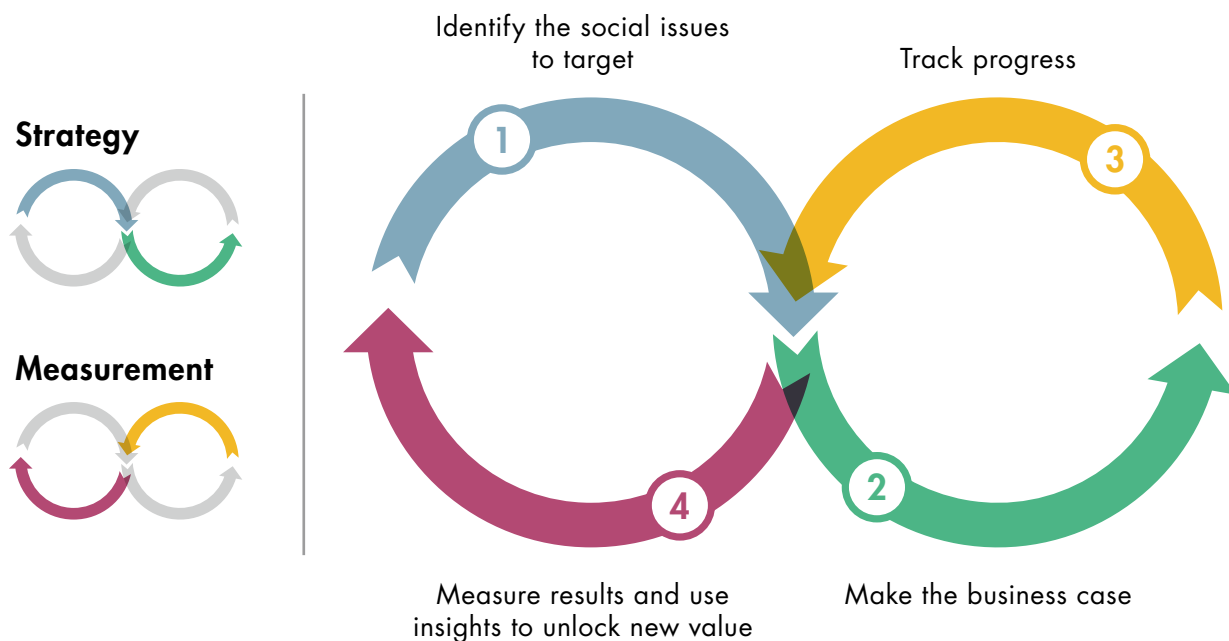 Strategy
Measurement
Identify the social issues
to target
1
Track progress
3
4
Measure results and use
insights to unlock new value
2
Make the business case